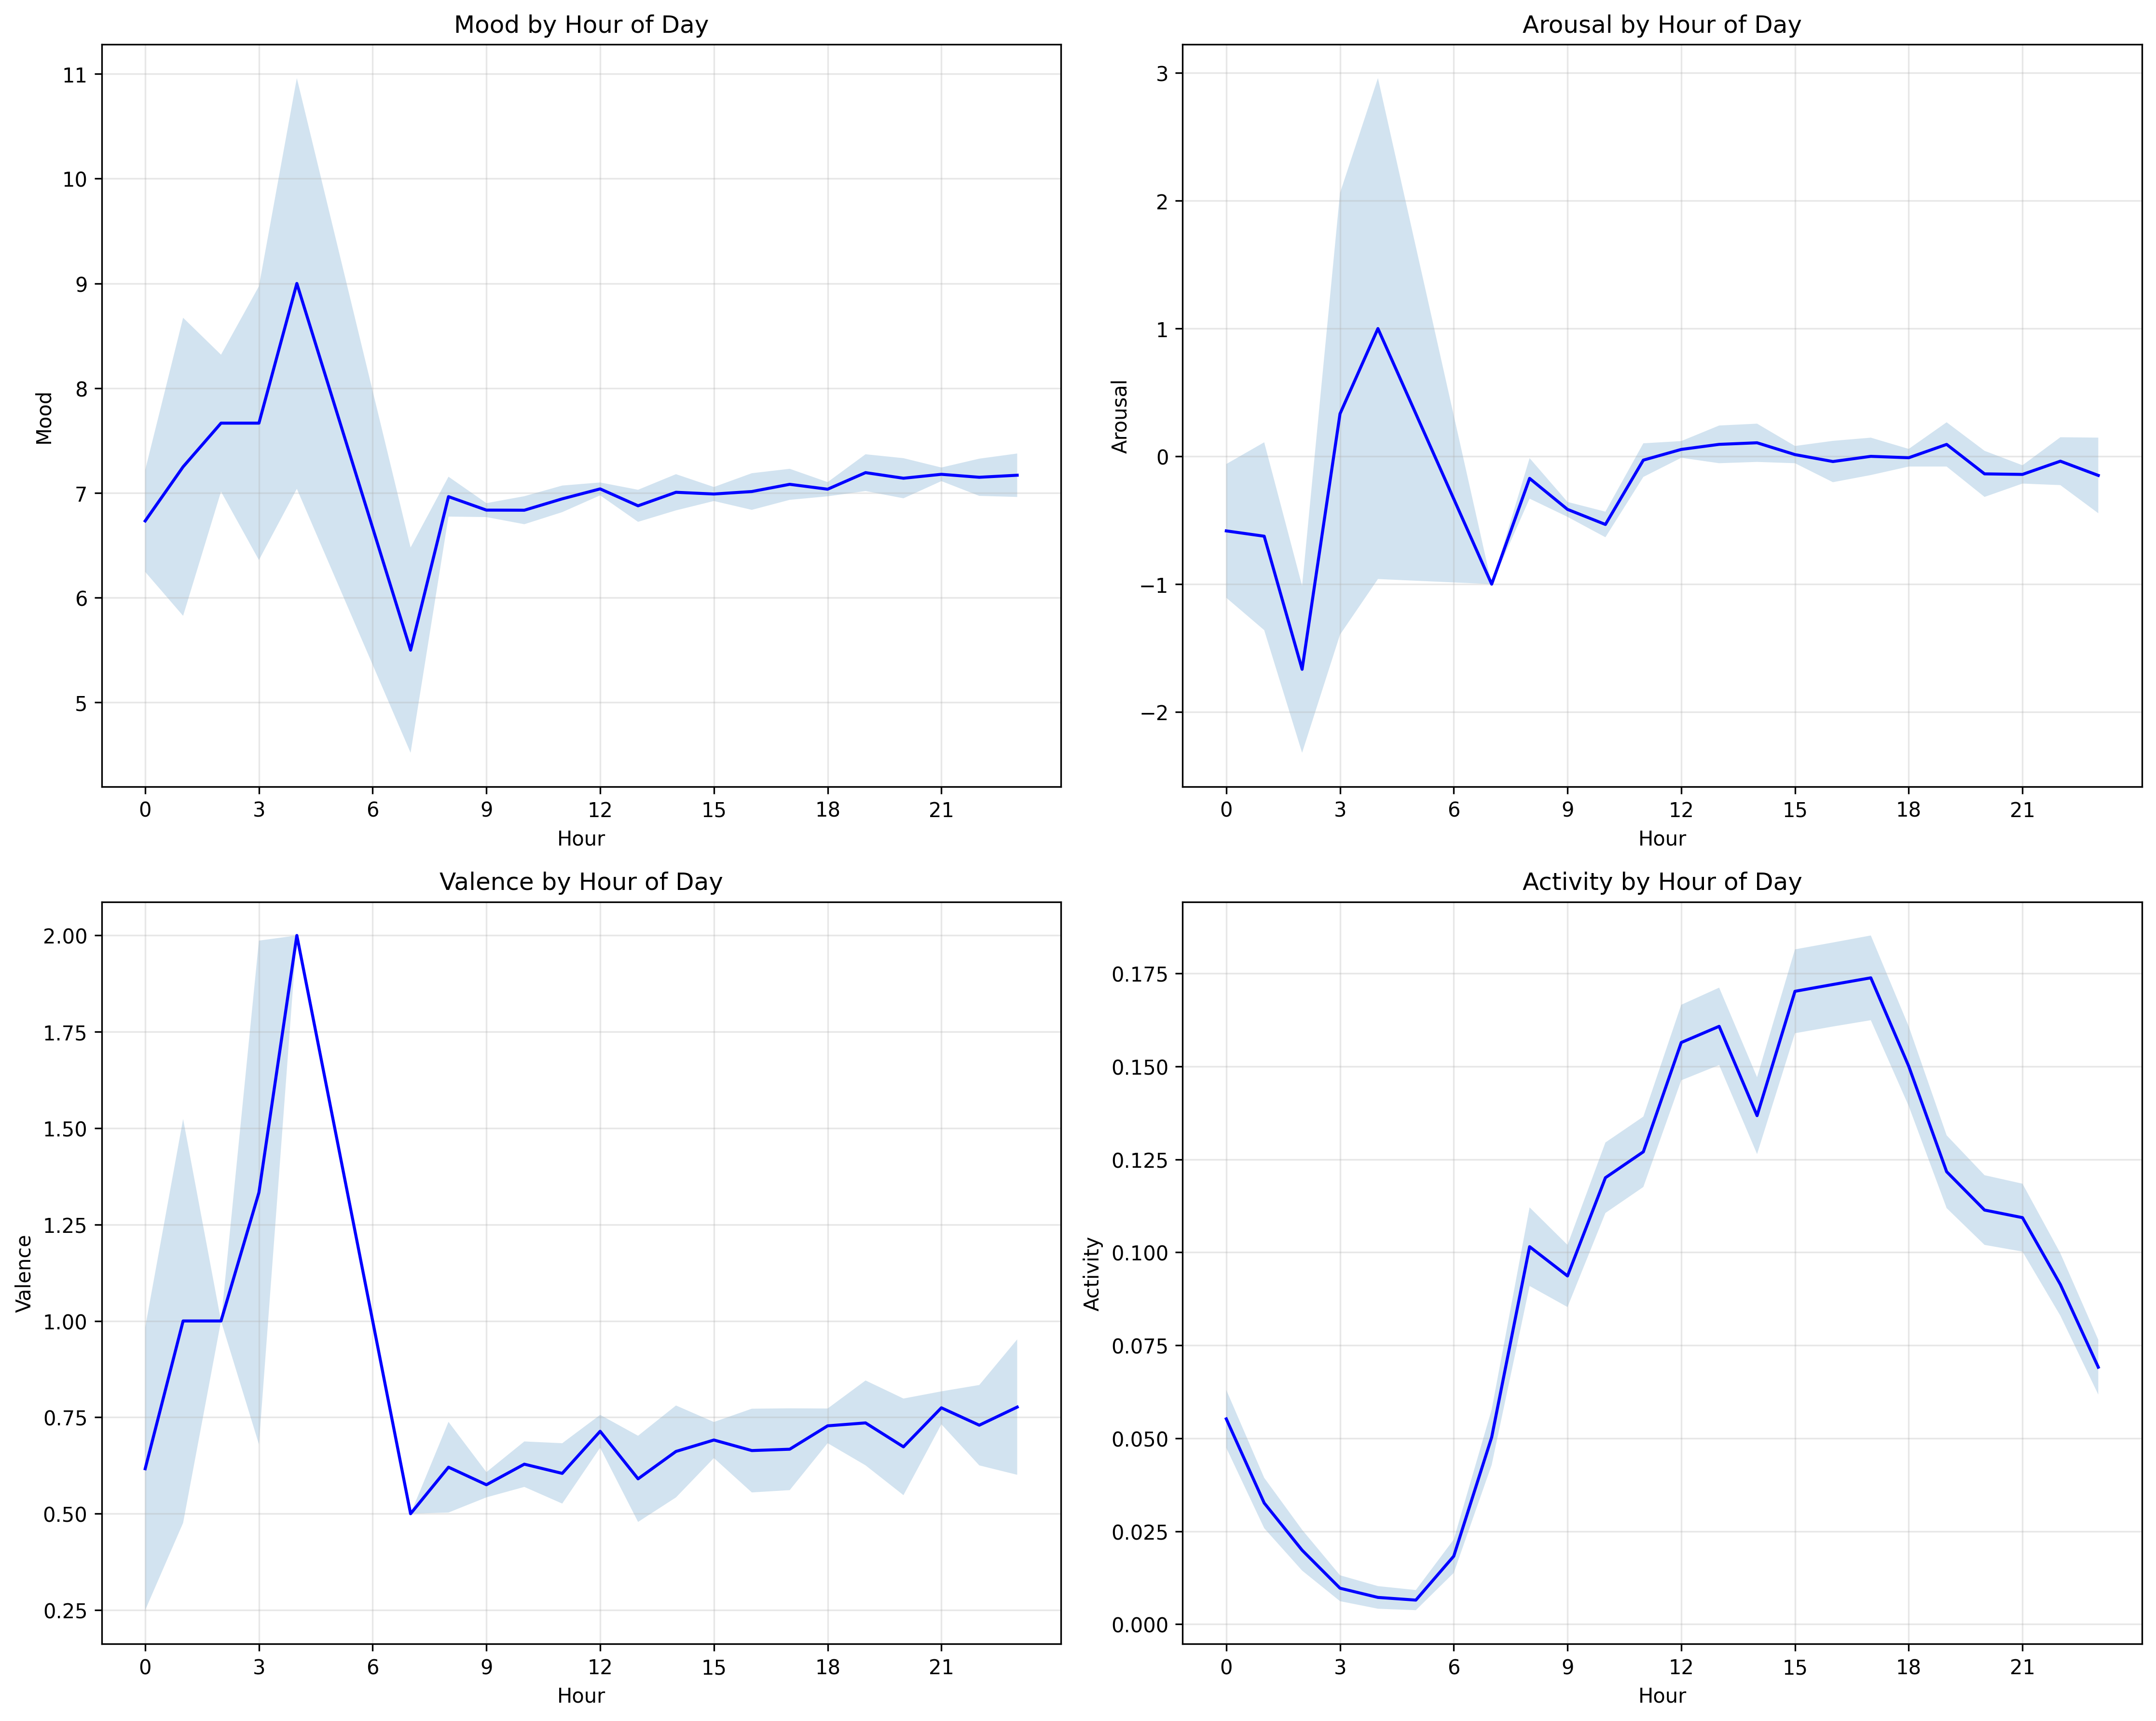 Mood by Hour of Day
11
10
9
8
7
6
5
Mood
0 3 6 9 12 15 18 21
Hour
Arousal by Hour of Day
3
2
1
0
−1
−2
Arousal
0 3 6 9 12 15 18 21
Hour
Valence by Hour of Day
2.00
1.75
1.50
1.25
1.00
0.75
0.50
0.25
Valence
0 3 6 9 12 15 18 21
Hour
Activity by Hour of Day
0.175
0.150
0.125
0.100
0.075
0.050
0.025
0.000
Activity
0 3 6 9 12 15 18 21
Hour